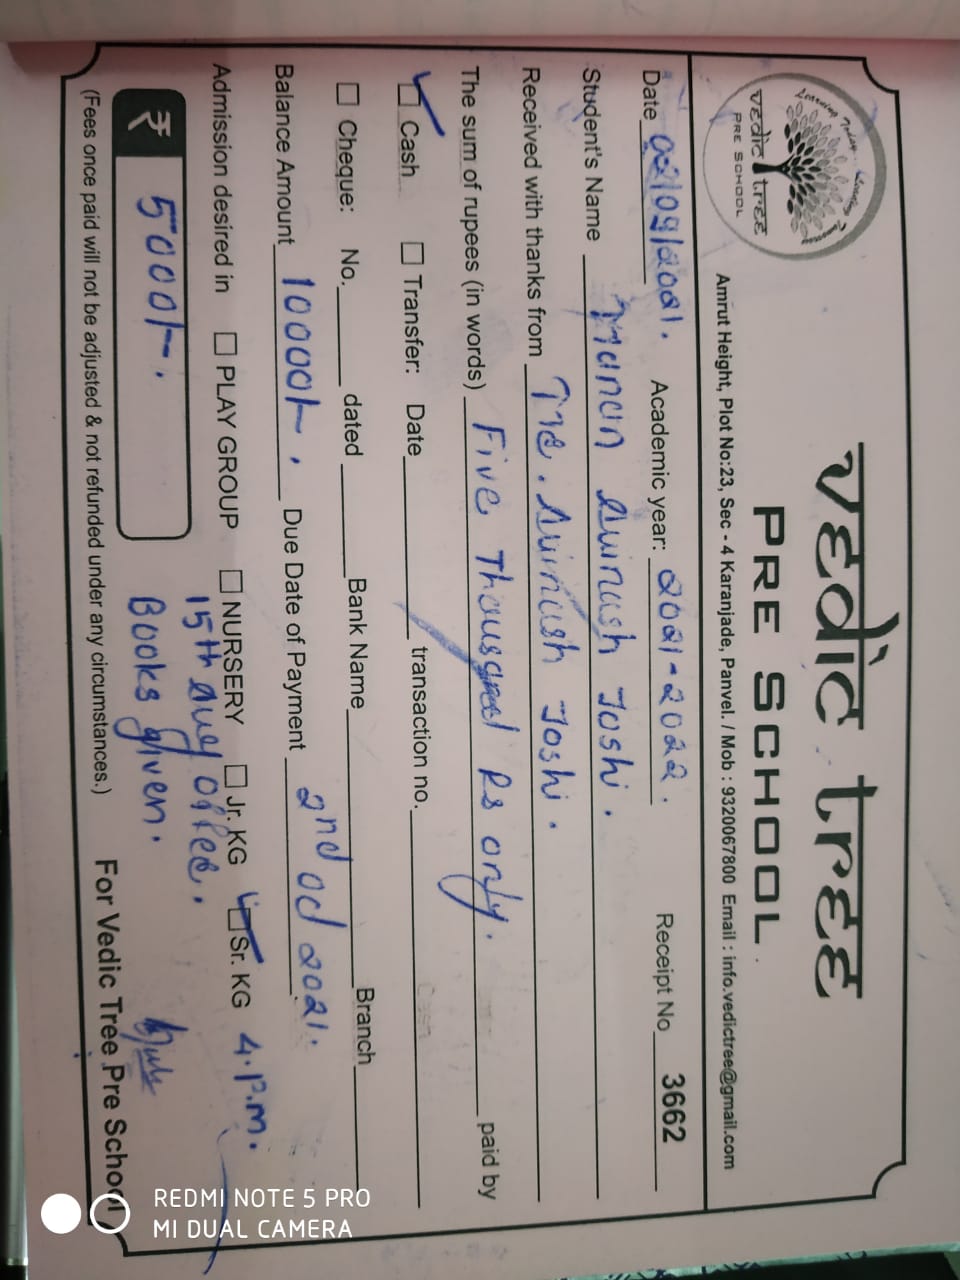 vedic tree
PRE SCHOOL
vedic tree
PRE SCHOOL
Amrut Height, Plot No:23, Sec - 4 Karanjade, Panvel. / Mob : 9320067800 Email : info.vedictree@gmail.com
Date 02/09/2021. Academic year: 2021-2022. Receipt No 3662
Student's Name Manan Avinash Joshi.
Received with thanks from Mr. Avinash Joshi.
The sum of rupees (in words) Five Thousand Rs only. paid by
Cash Transfer: Date transaction no.
Cheque: No. dated Bank Name Branch
Balance Amount 10000/-. Due Date of Payment 2nd Oct 2021.
Admission desired in PLAY GROUP NURSERY Jr. KG Sr. KG 4.P.M.
15th Aug offer.
₹ 5000/-. Books given.
(Fees once paid will not be adjusted & not refunded under any circumstances.) For Vedic Tree Pre School
REDMI NOTE 5 PRO
MI DUAL CAMERA